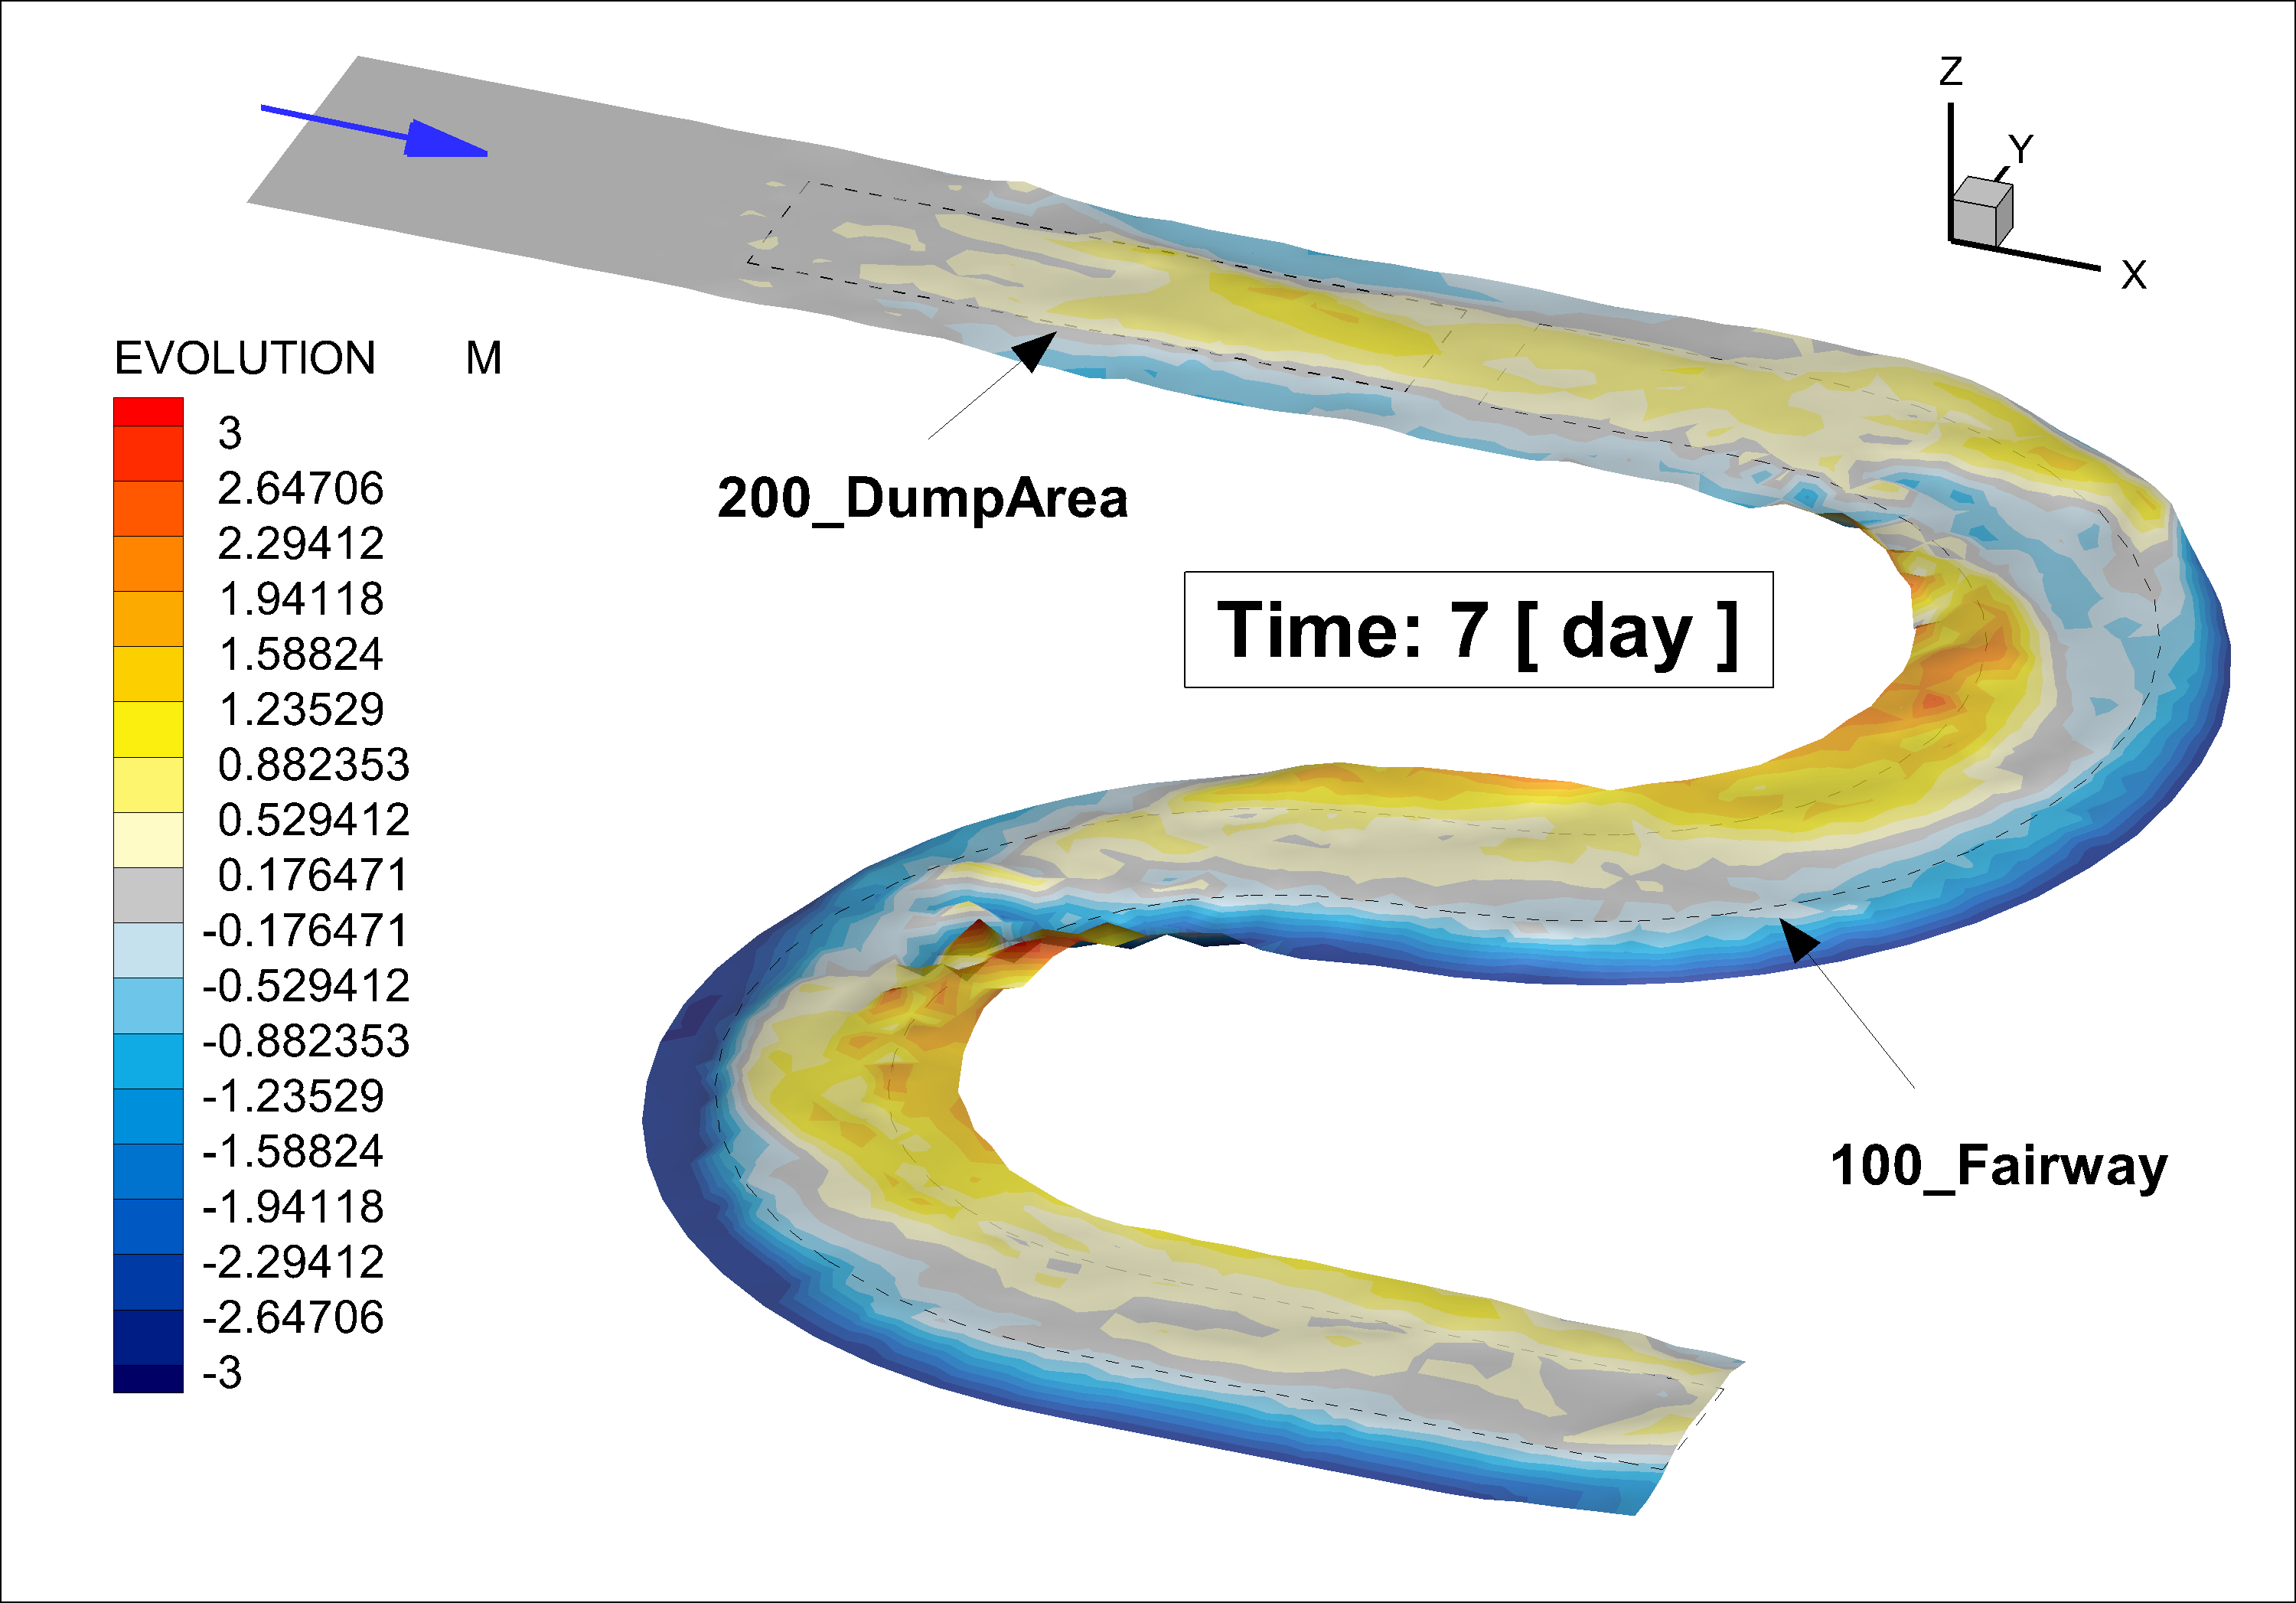 Z
Y
X
EVOLUTION M
3
2.64706
2.29412
1.94118
1.58824
1.23529
0.882353
0.529412
0.176471
-0.176471
-0.529412
-0.882353
-1.23529
-1.58824
-1.94118
-2.29412
-2.64706
-3
200_DumpArea
Time: 7 [ day ]
100_Fairway